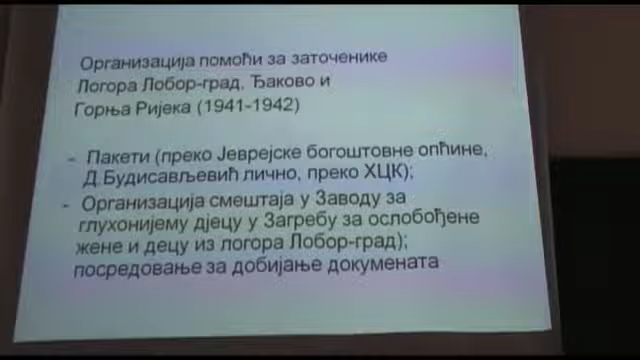 Организација помоћи за заточенике
Логора Лобор-град, Ђаково и
Горња Ријека (1941-1942)
- Пакети (преко Јеврејске богоштовне општине,
Д.Будисављевић лично, преко ХЦК);
- Организација смештаја у Заводу за
глухонијему дјецу у Загребу за ослобођене
жене и децу из логора Лобор-град);
посредовање за добијање докумената